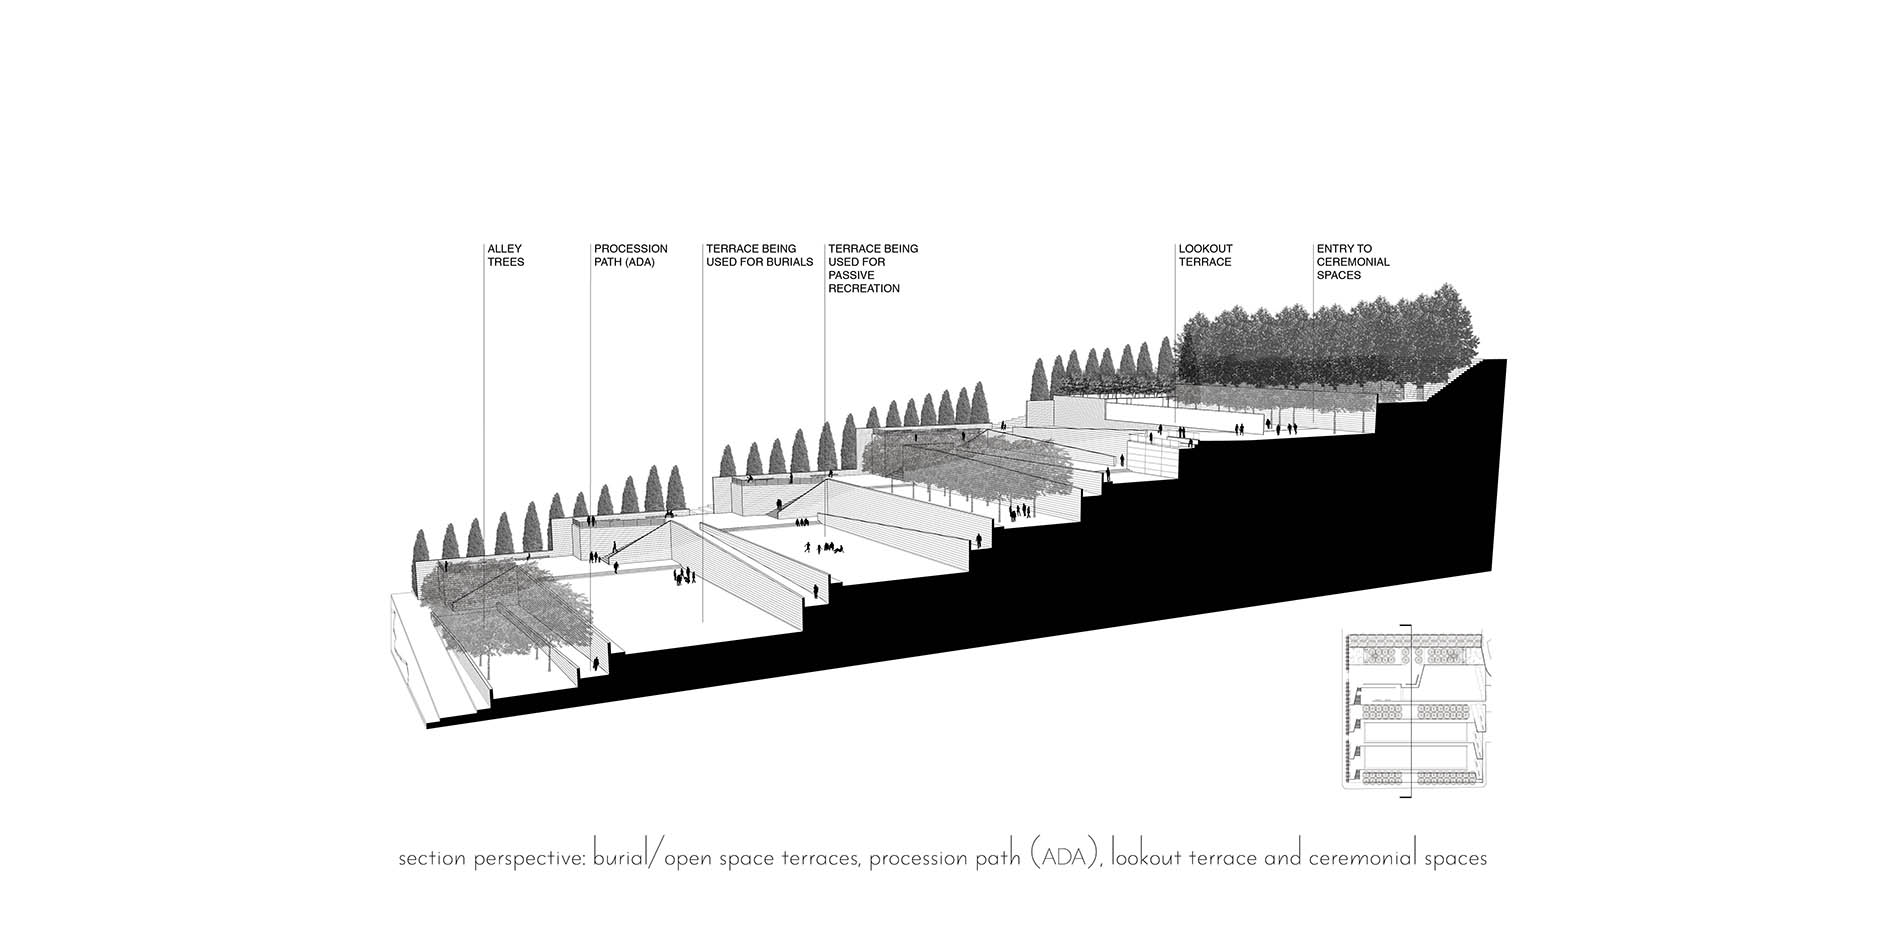 ALLEY
TREES
PROCESSION
PATH (ADA)
TERRACE BEING
USED FOR BURIALS
TERRACE BEING
USED FOR
PASSIVE
RECREATION
LOOKOUT
TERRACE
ENTRY TO
CEREMONIAL
SPACES
section perspective: burial/open space terraces, procession path (ADA), lookout terrace and ceremonial spaces